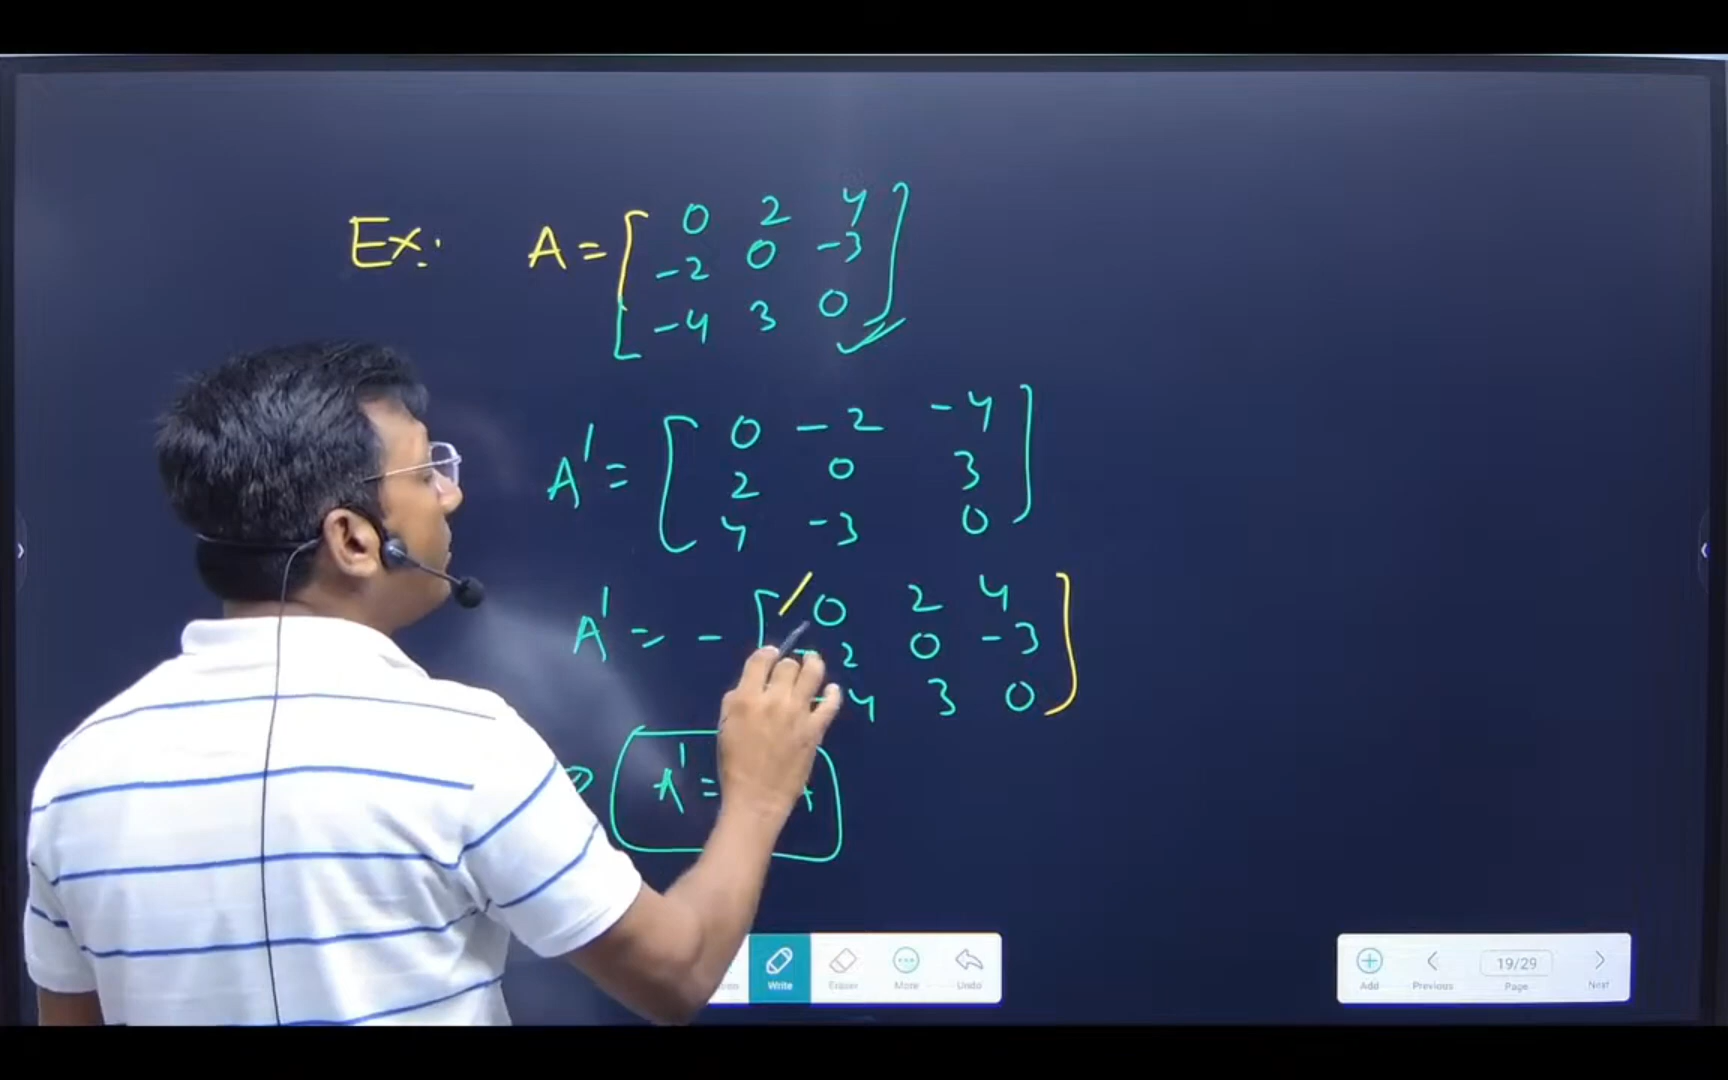 Ex: A = [ 0 2 4
-2 0 -3
-4 3 0 ]
A' = [ 0 -2 -4
2 0 3
4 -3 0 ]
A' = - [ 0 2 4
-2 0 -3
-4 3 0 ]
A' = A
Write Eraser More Undo
Add Previous 19/29 Page Next